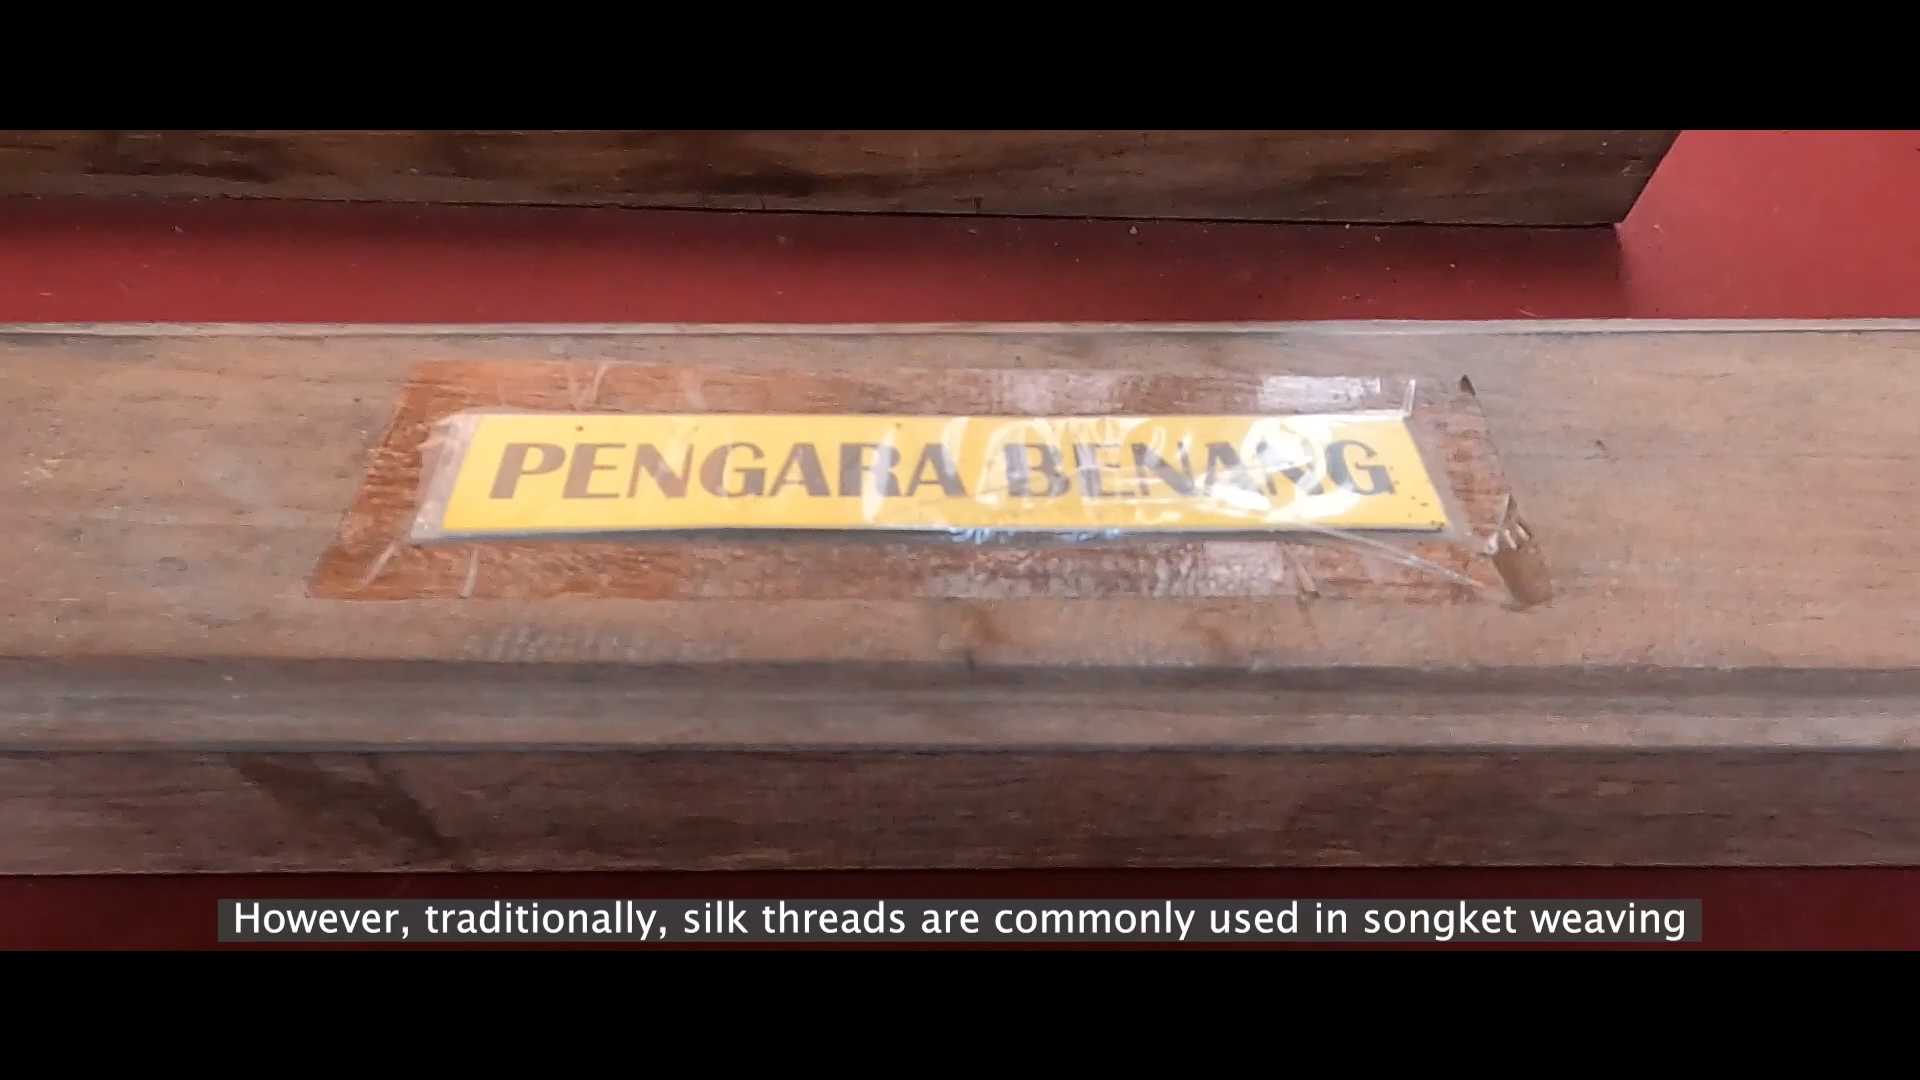 PENGARA BENANG
However, traditionally, silk threads are commonly used in songket weaving